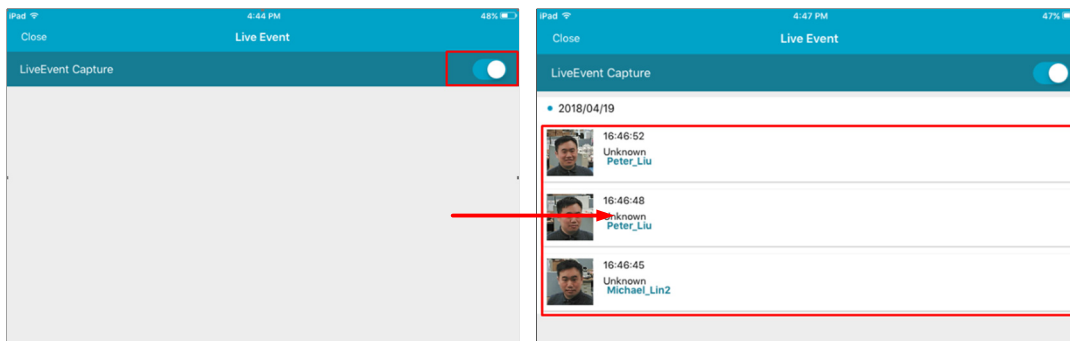 iPad 4:44 PM 48%
Close Live Event
LiveEvent Capture
iPad 4:47 PM 47%
Close Live Event
LiveEvent Capture
2018/04/19
16:46:52
Unknown
Peter_Liu
16:46:48
Unknown
Peter_Liu
16:46:45
Unknown
Michael_Lin2